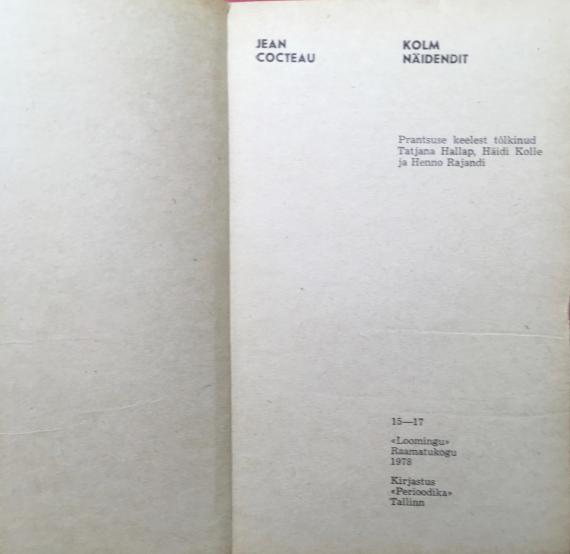 JEAN
COCTEAU
KOLM
NÄIDENDIT
Prantsuse keelest tõlkinud
Tatjana Hallap, Häidi Kolle
ja Henno Rajandi
15—17
«Loomingu»
Raamatukogu
1978
Kirjastus
«Perioodika»
Tallinn